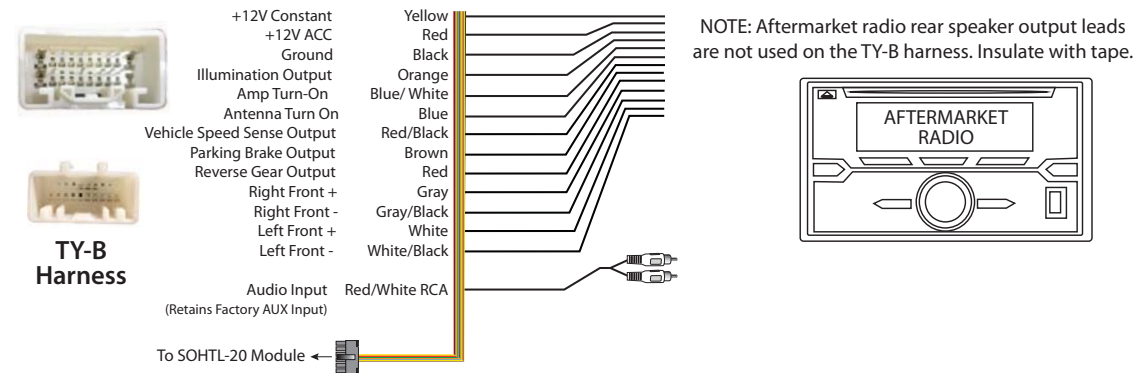 +12V Constant Yellow
+12V ACC Red
Ground Black
Illumination Output Orange
Amp Turn-On Blue/ White
Antenna Turn On Blue
Vehicle Speed Sense Output Red/Black
Parking Brake Output Brown
Reverse Gear Output Red
Right Front + Gray
Right Front - Gray/Black
Left Front + White
Left Front - White/Black
Audio Input Red/White RCA
(Retains Factory AUX Input)
To SOHTL-20 Module
TY-B
Harness
NOTE: Aftermarket radio rear speaker output leads
are not used on the TY-B harness. Insulate with tape.
AFTERMARKET
RADIO